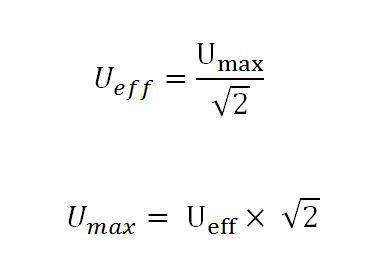 U_eff = U_max / √2
U_max = U_eff × √2